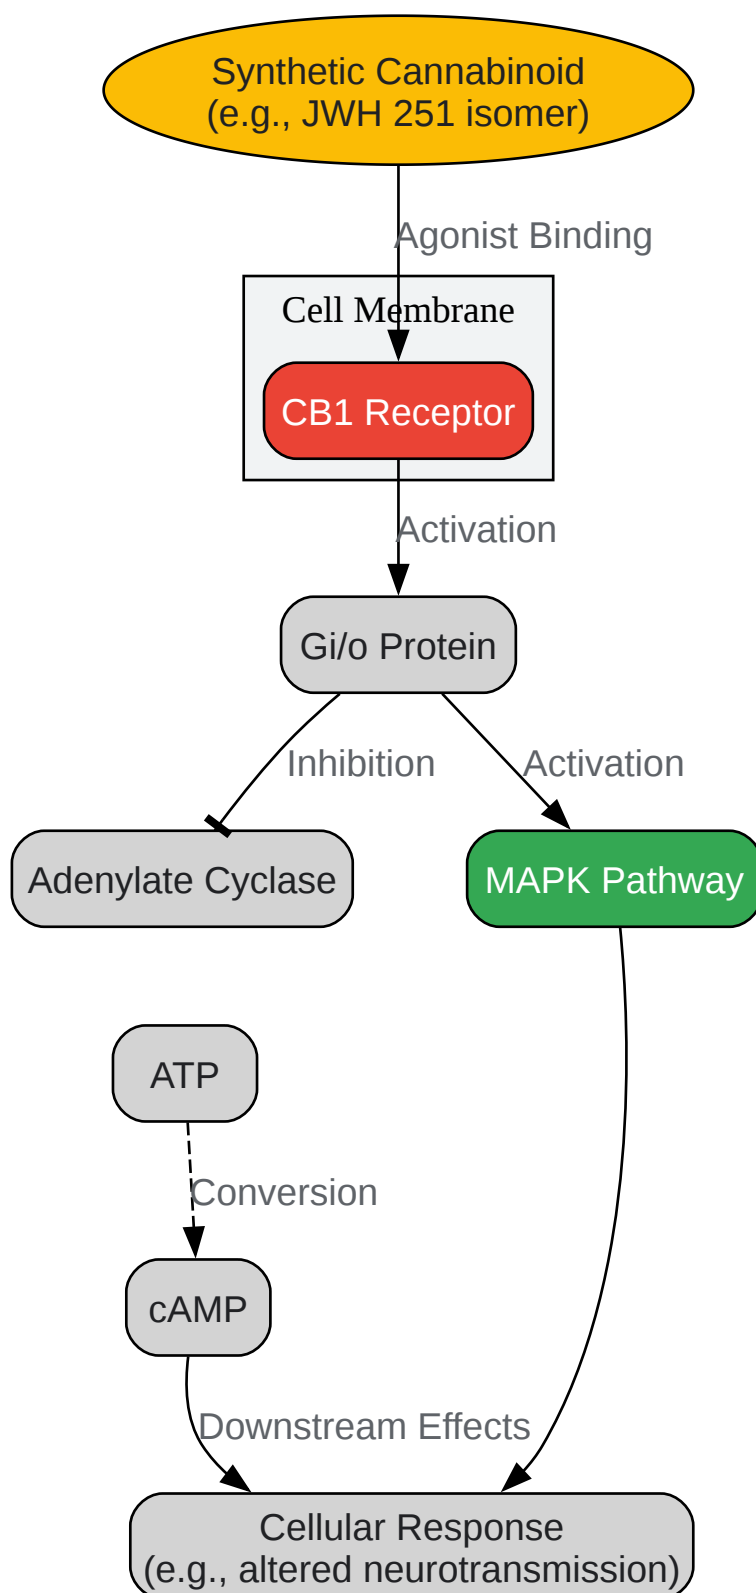 Synthetic Cannabinoid
(e.g., JWH 251 isomer)
Agonist Binding
Cell Membrane
CB1 Receptor
Activation
Gi/o Protein
Inhibition
Activation
Adenylate Cyclase
MAPK Pathway
ATP
Conversion
cAMP
Downstream Effects
Cellular Response
(e.g., altered neurotransmission)